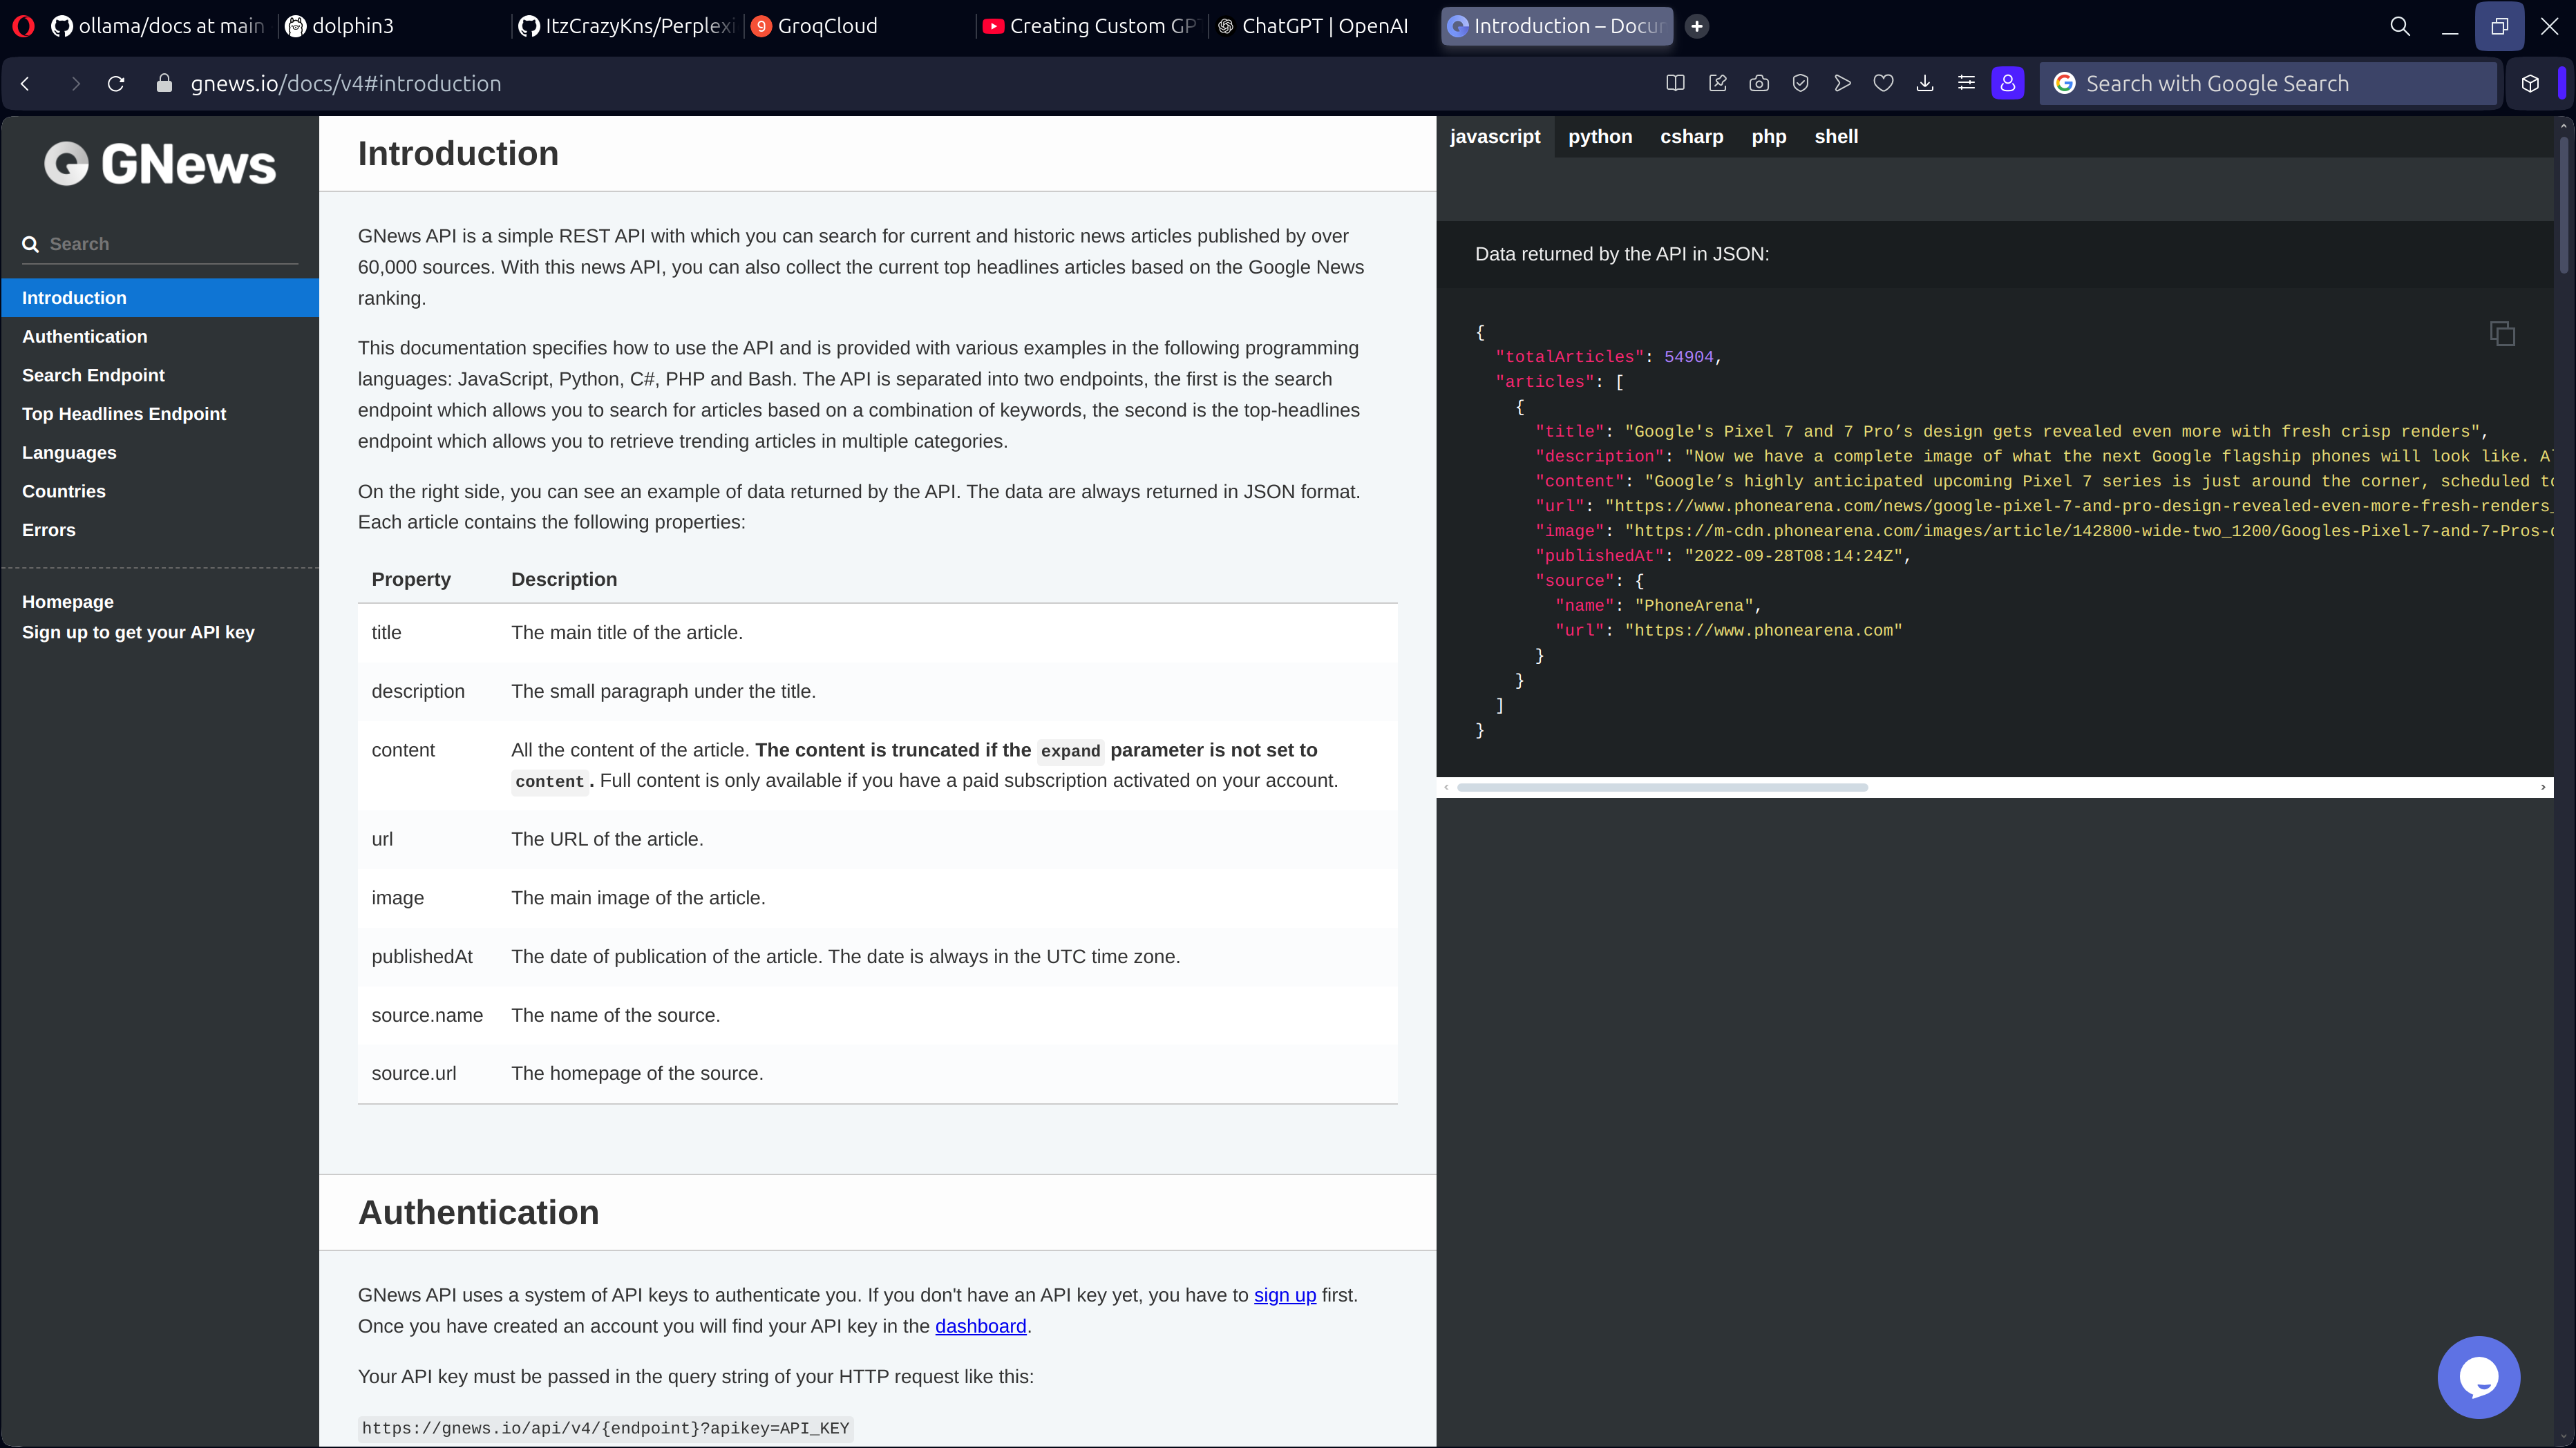 ollama/docs at main
dolphin3
ItzCrazyKns/Perplexi
GroqCloud
Creating Custom GP
ChatGPT | OpenAI
Introduction – Docu
gnews.io/docs/v4#introduction
Search with Google Search
GNews
Search
Introduction
Authentication
Search Endpoint
Top Headlines Endpoint
Languages
Countries
Errors
Homepage
Sign up to get your API key
Introduction
GNews API is a simple REST API with which you can search for current and historic news articles published by over
60,000 sources. With this news API, you can also collect the current top headlines articles based on the Google News
ranking.
This documentation specifies how to use the API and is provided with various examples in the following programming
languages: JavaScript, Python, C#, PHP and Bash. The API is separated into two endpoints, the first is the search
endpoint which allows you to search for articles based on a combination of keywords, the second is the top-headlines
endpoint which allows you to retrieve trending articles in multiple categories.
On the right side, you can see an example of data returned by the API. The data are always returned in JSON format.
Each article contains the following properties:
Property Description
title The main title of the article.
description The small paragraph under the title.
content All the content of the article. The content is truncated if the expand parameter is not set to
content. Full content is only available if you have a paid subscription activated on your account.
url The URL of the article.
image The main image of the article.
publishedAt The date of publication of the article. The date is always in the UTC time zone.
source.name The name of the source.
source.url The homepage of the source.
Authentication
GNews API uses a system of API keys to authenticate you. If you don't have an API key yet, you have to sign up first.
Once you have created an account you will find your API key in the dashboard.
Your API key must be passed in the query string of your HTTP request like this:
https://gnews.io/api/v4/{endpoint}?apikey=API_KEY
javascript python csharp php shell
Data returned by the API in JSON:
{
"totalArticles": 54904,
"articles": [
{
"title": "Google's Pixel 7 and 7 Pro’s design gets revealed even more with fresh crisp renders",
"description": "Now we have a complete image of what the next Google flagship phones will look like. A
"content": "Google’s highly anticipated upcoming Pixel 7 series is just around the corner, scheduled to
"url": "https://www.phonearena.com/news/google-pixel-7-and-pro-design-revealed-even-more-fresh-renders_
"image": "https://m-cdn.phonearena.com/images/article/142800-wide-two_1200/Googles-Pixel-7-and-7-Pros-d
"publishedAt": "2022-09-28T08:14:24Z",
"source": {
"name": "PhoneArena",
"url": "https://www.phonearena.com"
}
}
]
}